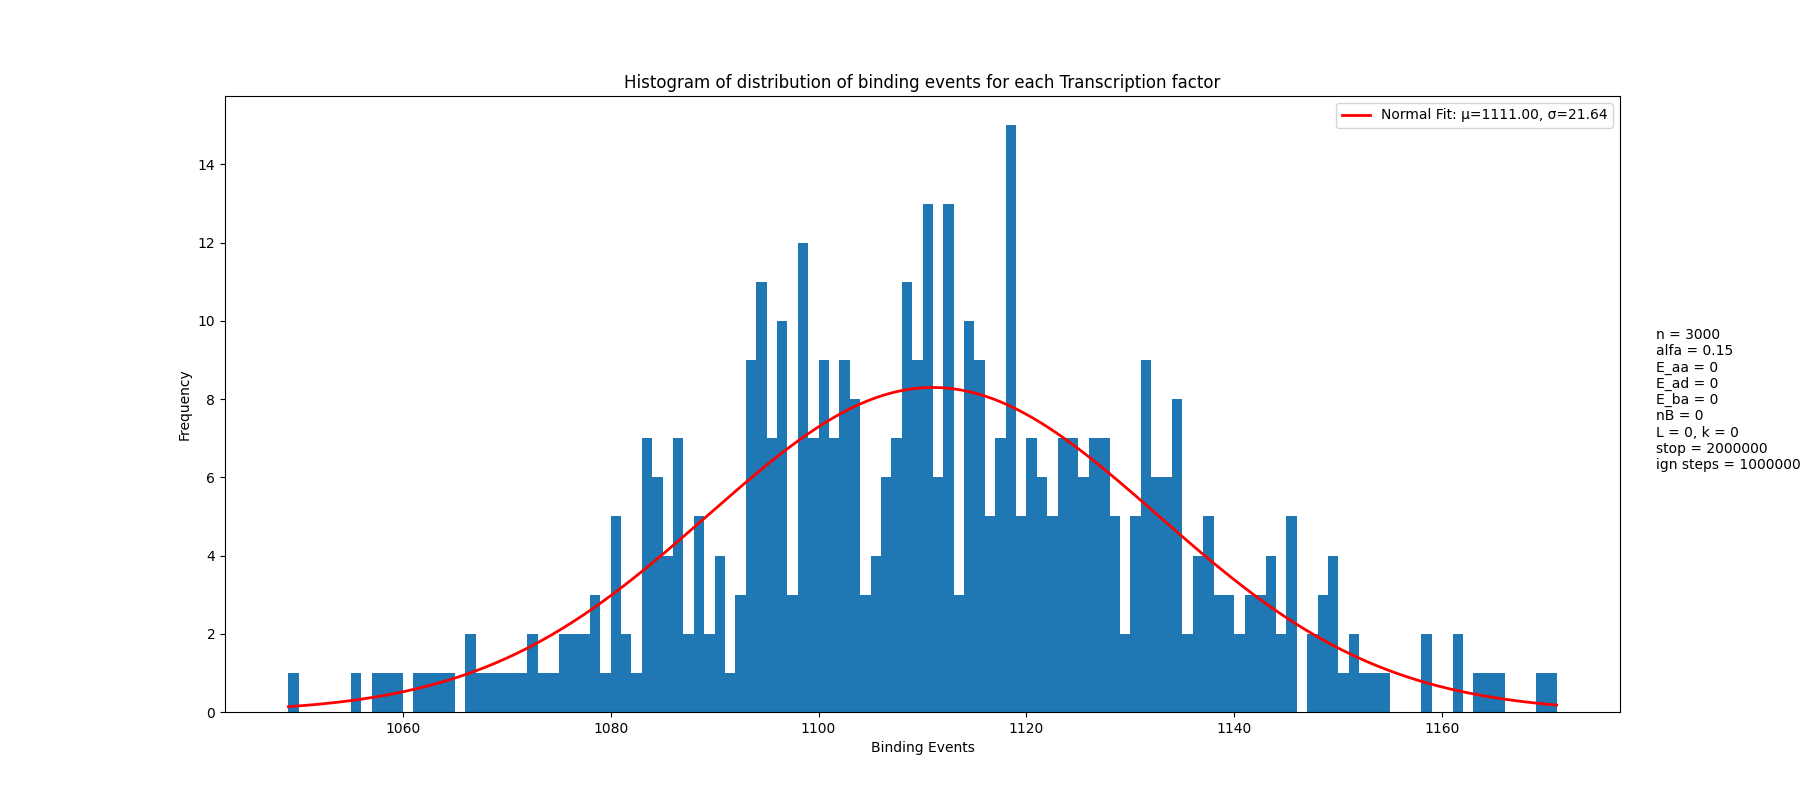 Histogram of distribution of binding events for each Transcription factor
Normal Fit: μ=1111.00, σ=21.64
14
12
10
8
6
4
2
0
Frequency
1060 1080 1100 1120 1140 1160
Binding Events
n = 3000
alfa = 0.15
E_aa = 0
E_ad = 0
E_ba = 0
nB = 0
L = 0, k = 0
stop = 2000000
ign steps = 1000000